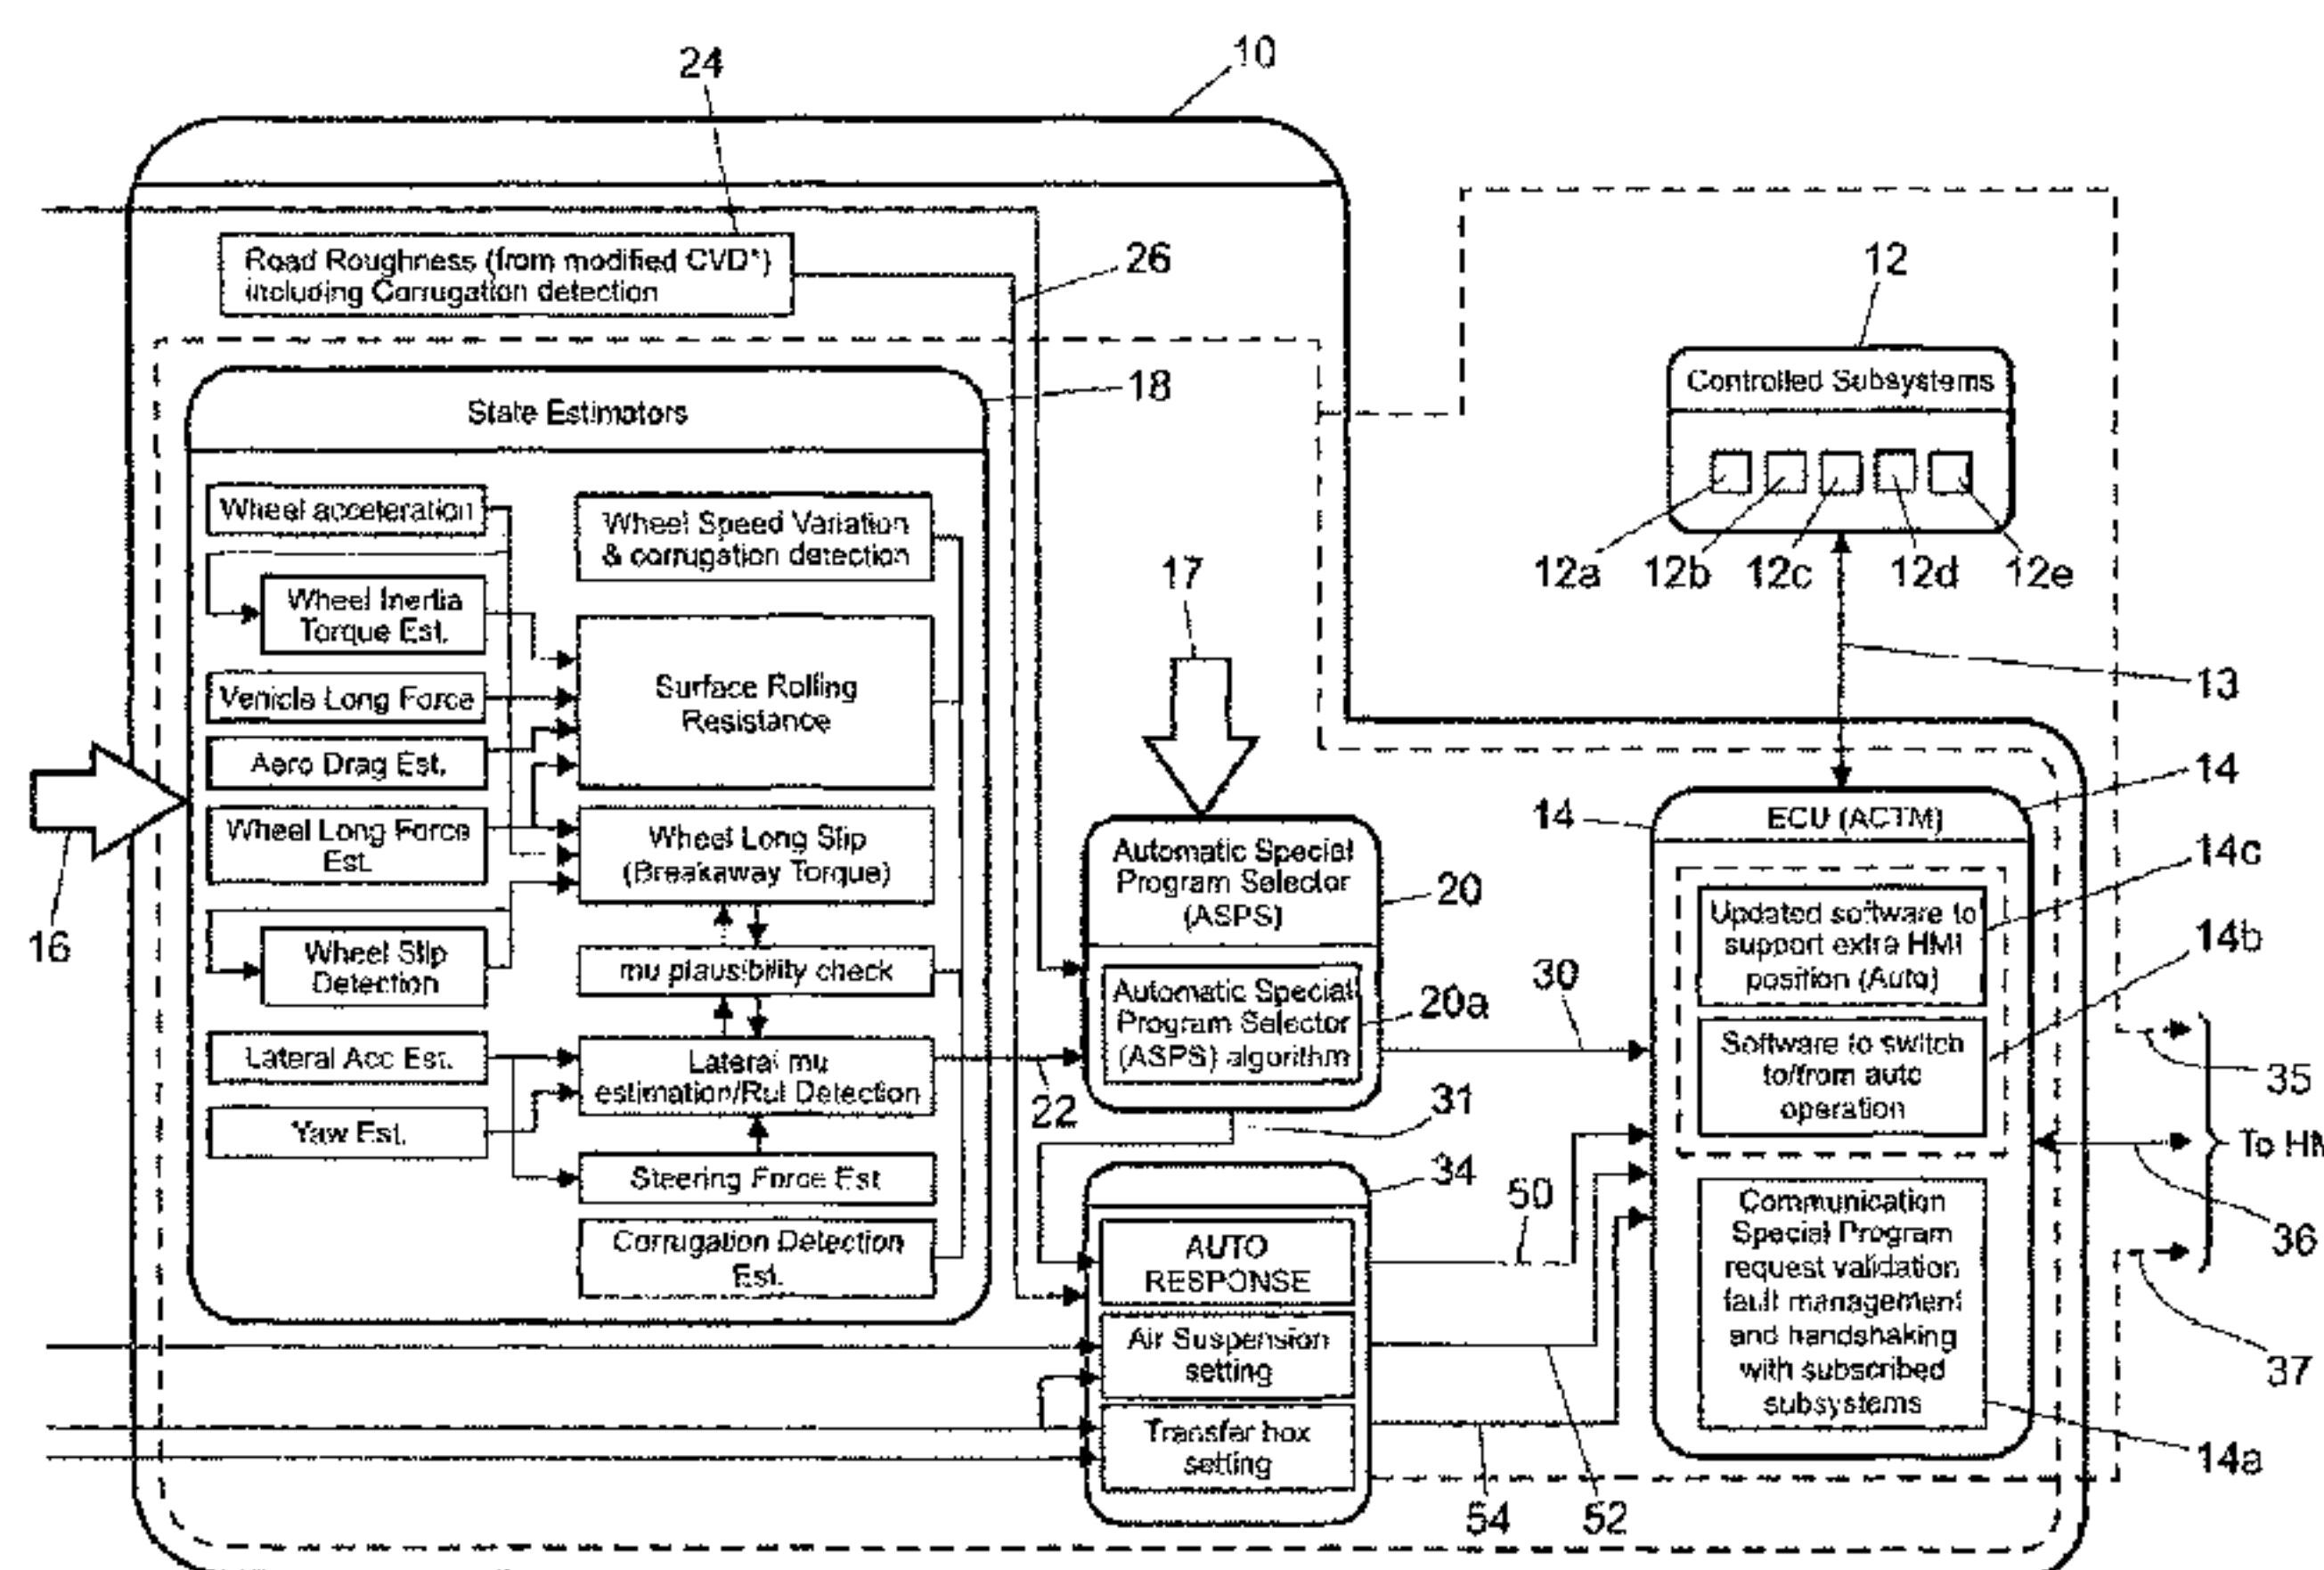 24
10
Road Roughness (from modified CVD*)
including Corrugation detection
26
12
18
State Estimators
Controlled Subsystems
Wheel acceleration
Wheel Speed Variation
& corrugation detection
12a
12b
12c
12d
12e
17
Wheel Inertia
Torque Est.
Surface Rolling
Resistance
Vehicle Long Force
13
Aero Drag Est.
14
14
ECU (ACTM)
Wheel Long Force
Est.
Wheel Long Slip
(Breakaway Torque)
Automatic Special
Program Selector
(ASPS)
20
14c
Updated software to
support extra HMI
position (Auto)
16
Wheel Slip
Detection
mu plausibility check
14b
Automatic Special
Program Selector
(ASPS) algorithm
20a
30
Lateral Acc Est.
Lateral mu
estimation/Rut Detection
Software to switch
to/from auto
operation
35
22
31
Yaw Est.
To HM
Steering Force Est
34
50
Communication
Special Program
request validation
fault management
and handshaking
with subscribed
subsystems
36
Corrugation Detection
Est.
AUTO
RESPONSE
Air Suspension
setting
37
Transfer box
setting
14a
54
52